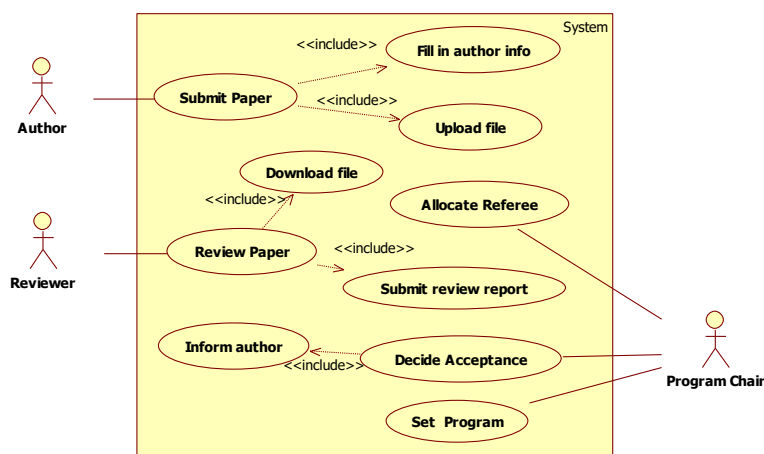 System
<<include>>
Fill in author info
Submit Paper
<<include>>
Author
Upload file
Download file
<<include>>
Allocate Referee
Review Paper
<<include>>
Reviewer
Submit review report
Inform author
<<include>>
Decide Acceptance
Program Chair
Set Program